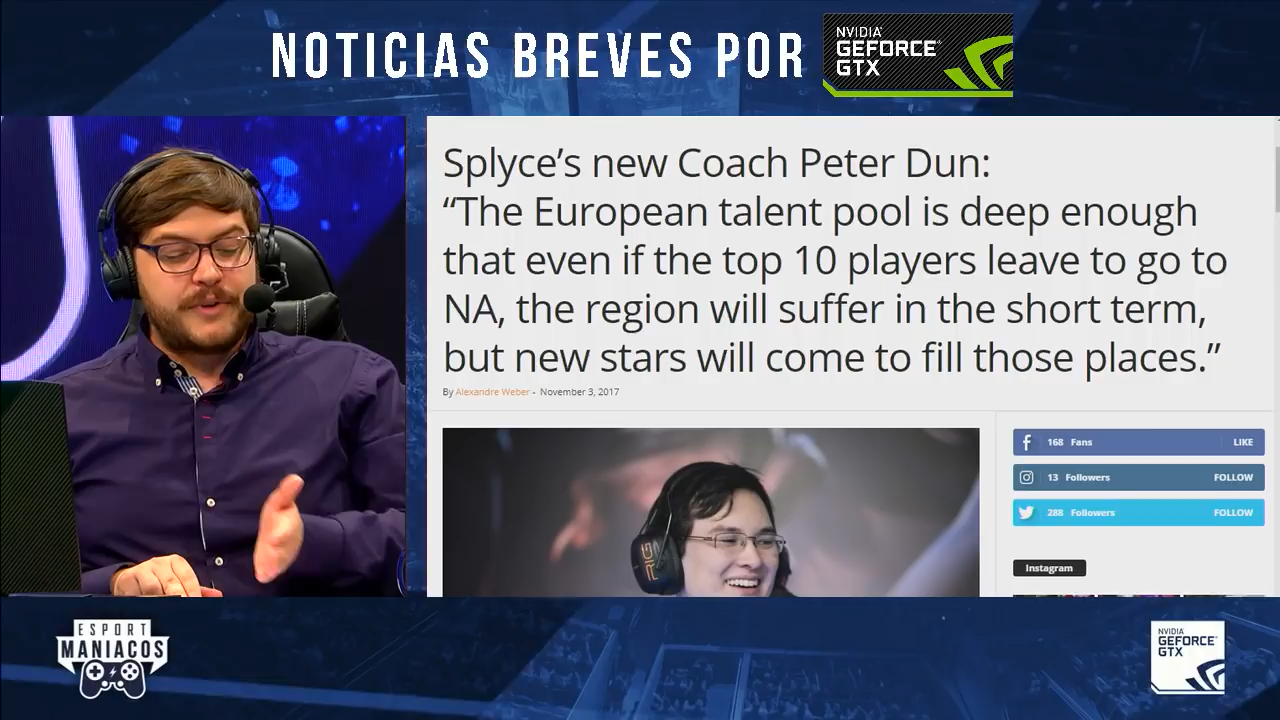 NOTICIAS BREVES POR
NVIDIA
GEFORCE
GTX
Splyce’s new Coach Peter Dun:
“The European talent pool is deep enough
that even if the top 10 players leave to go to
NA, the region will suffer in the short term,
but new stars will come to fill those places.”
By Alexandre Weber - November 3, 2017
168 Fans LIKE
13 Followers FOLLOW
288 Followers FOLLOW
Instagram
ESPORT
MANIACOS
NVIDIA
GEFORCE
GTX